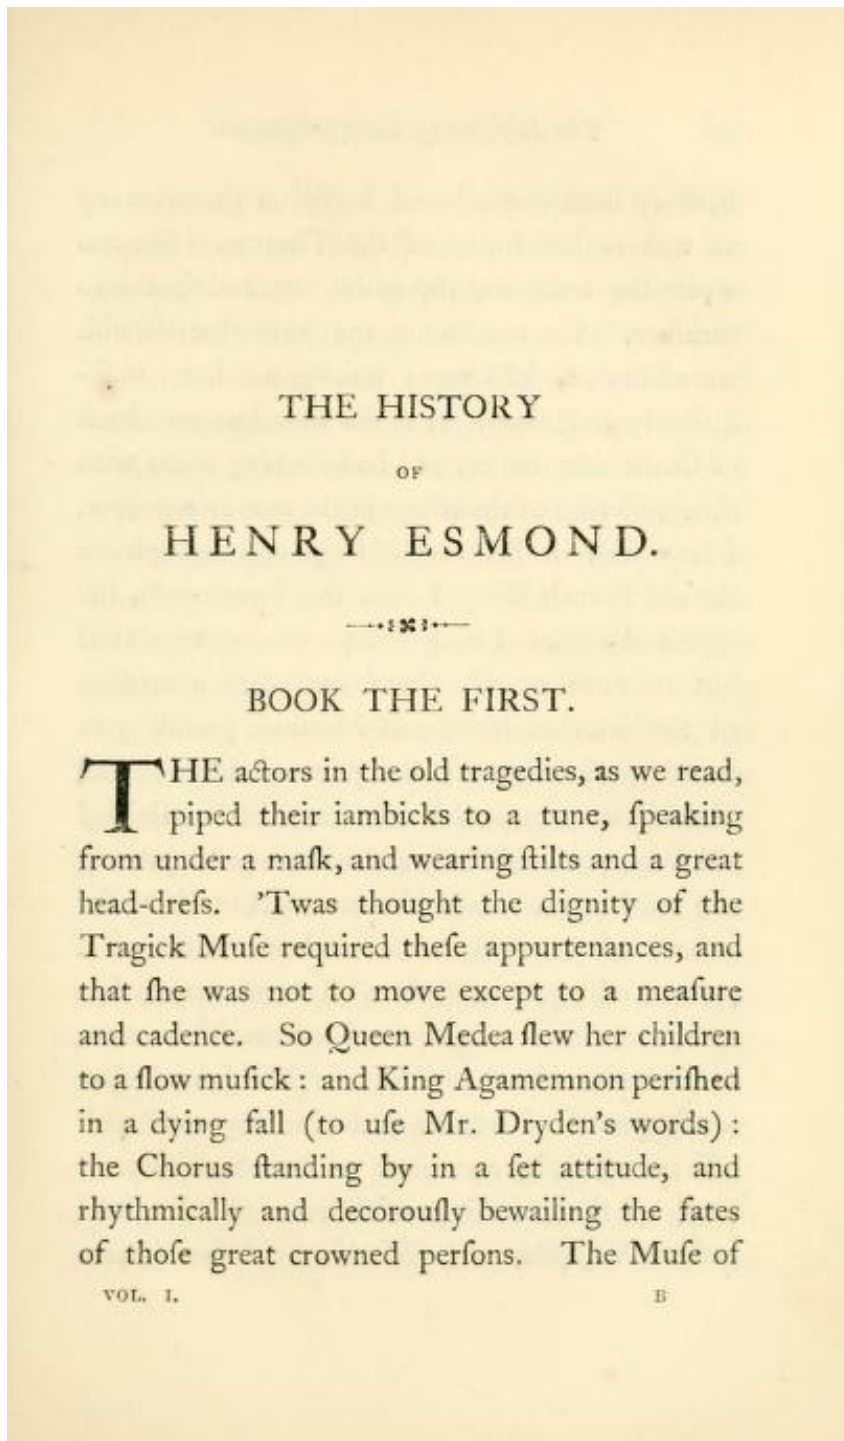 THE HISTORY
OF
HENRY ESMOND.
BOOK THE FIRST.
THE actors in the old tragedies, as we read,
piped their iambicks to a tune, ſpeaking
from under a maſk, and wearing ſtilts and a great
head-dreſs. 'Twas thought the dignity of the
Tragick Muſe required theſe appurtenances, and
that ſhe was not to move except to a meaſure
and cadence. So Queen Medea ſlew her children
to a ſlow muſick : and King Agamemnon periſhed
in a dying fall (to uſe Mr. Dryden's words) :
the Chorus ſtanding by in a ſet attitude, and
rhythmically and decorouſly bewailing the fates
of thoſe great crowned perſons. The Muſe of
VOL. I. B